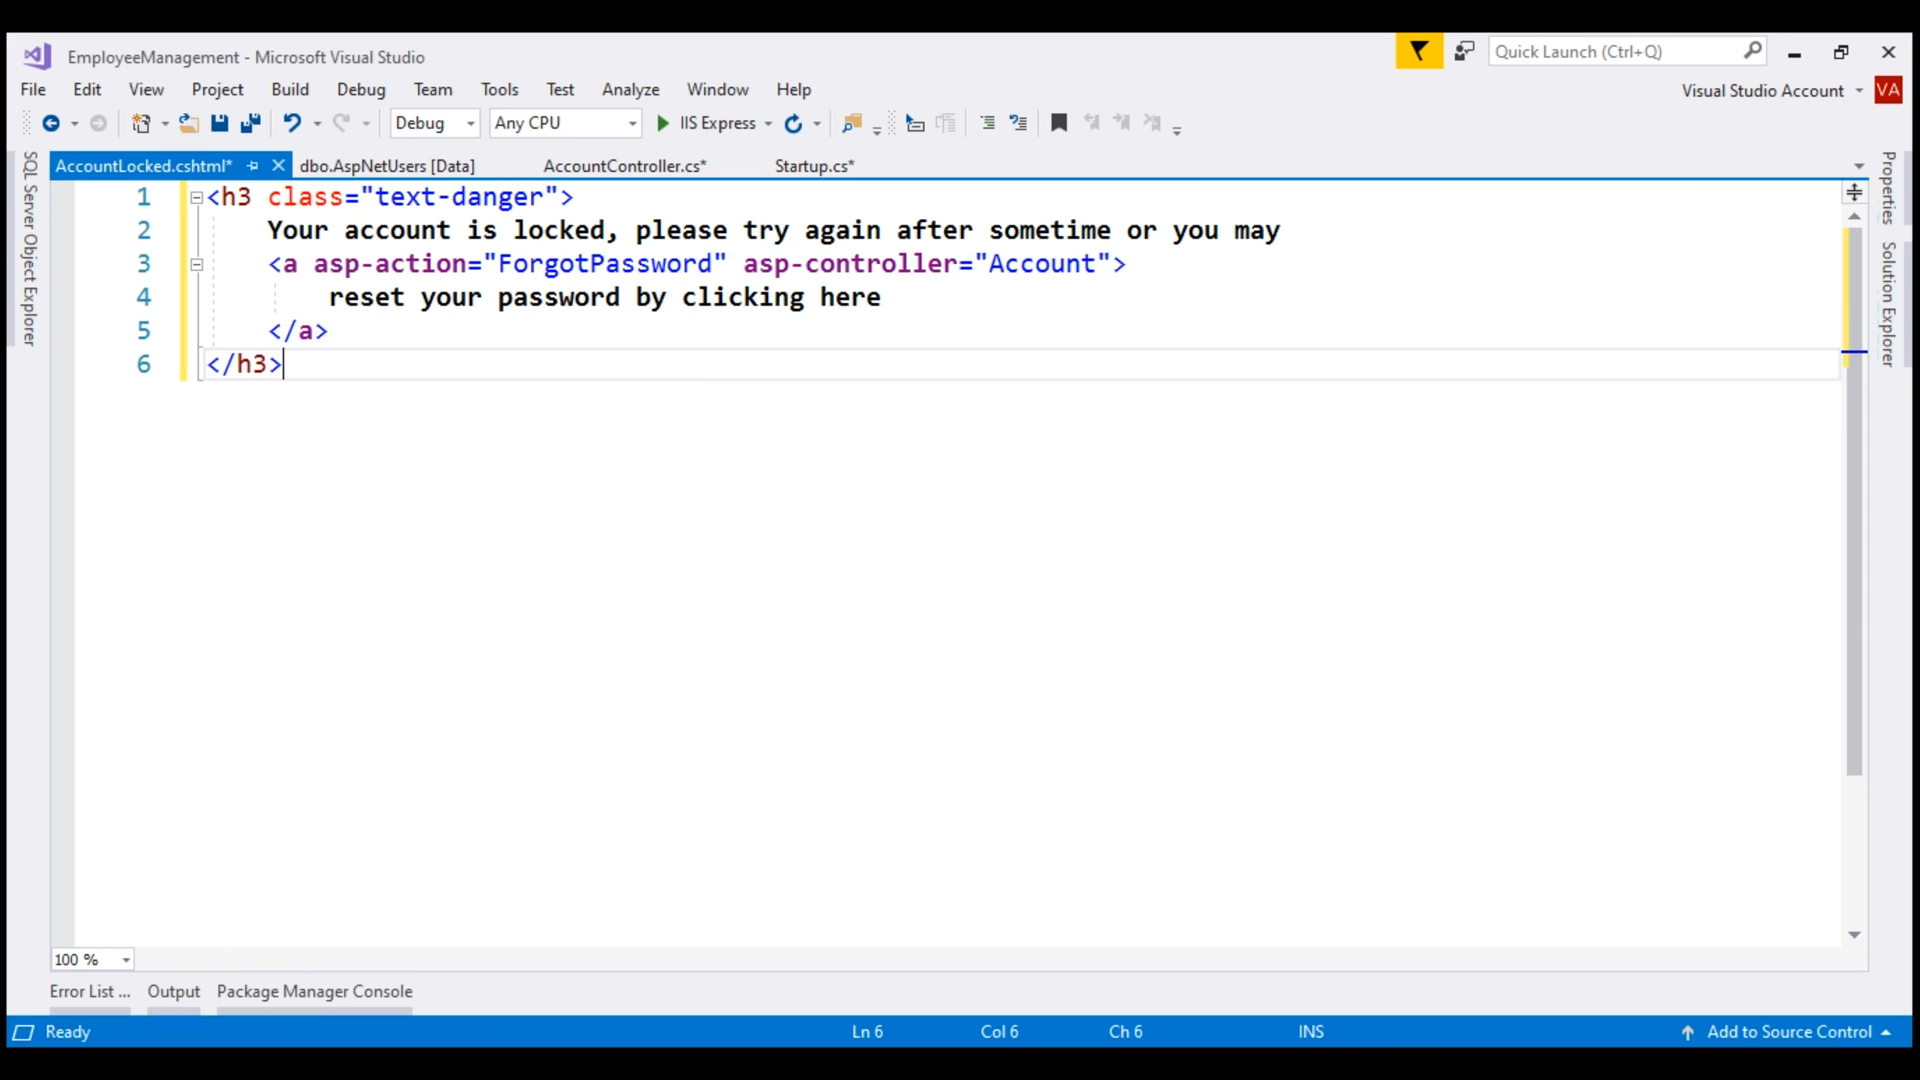 EmployeeManagement - Microsoft Visual Studio
Quick Launch (Ctrl+Q)
File Edit View Project Build Debug Team Tools Test Analyze Window Help
Visual Studio Account VA
Debug Any CPU IIS Express
AccountLocked.cshtml* dbo.AspNetUsers [Data] AccountController.cs* Startup.cs*
SQL Server Object Explorer
Properties
Solution Explorer
1 <h3 class="text-danger">
2 Your account is locked, please try again after sometime or you may
3 <a asp-action="ForgotPassword" asp-controller="Account">
4 reset your password by clicking here
5 </a>
6 </h3>
100 %
Error List ... Output Package Manager Console
Ready Ln 6 Col 6 Ch 6 INS Add to Source Control